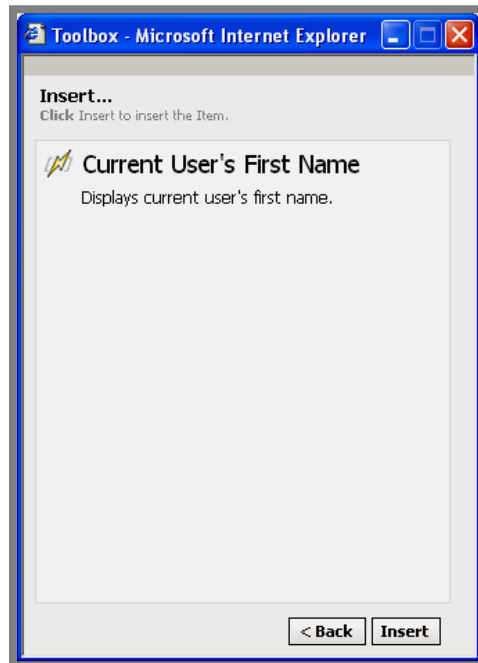 Toolbox - Microsoft Internet Explorer
Insert...
Click Insert to insert the Item.
Current User's First Name
Displays current user's first name.
< Back Insert